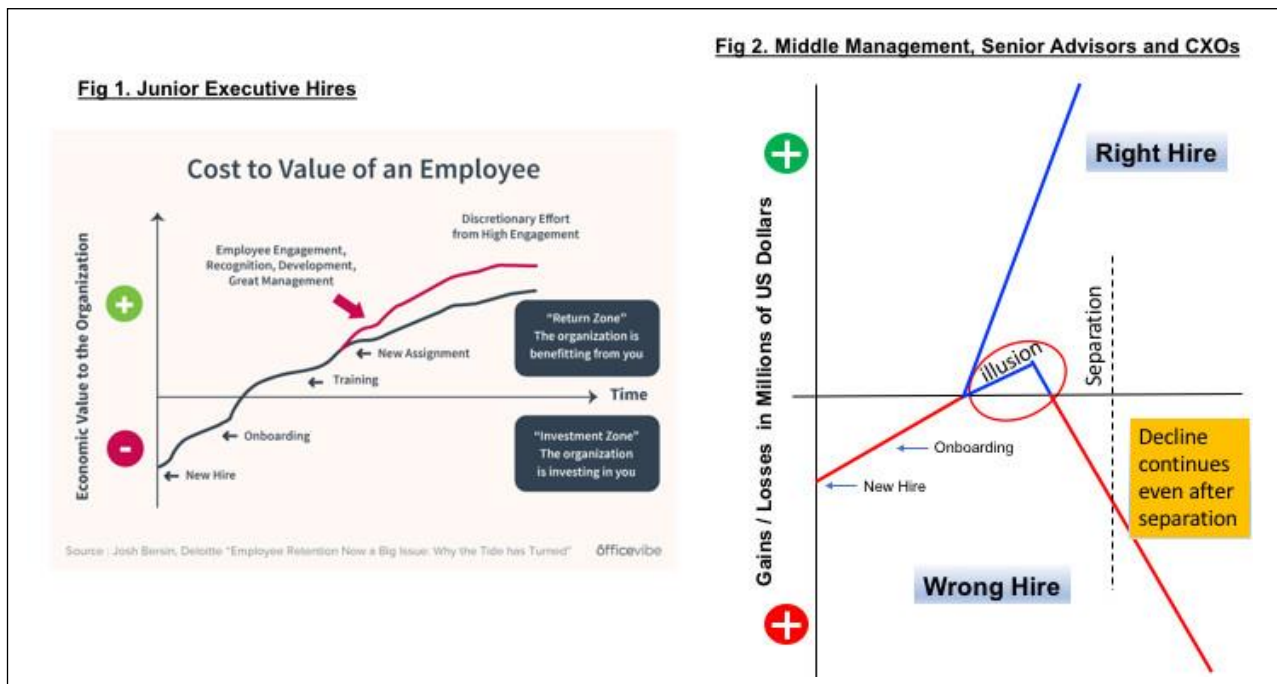 Fig 1. Junior Executive Hires
Cost to Value of an Employee
Economic Value to the Organization
+
-
Employee Engagement,
Recognition, Development,
Great Management
Discretionary Effort
from High Engagement
New Assignment
Training
Onboarding
New Hire
Time
"Return Zone"
The organization is
benefitting from you
"Investment Zone"
The organization
is investing in you
Source : Josh Bersin, Deloitte "Employee Retention Now a Big Issue: Why the Tide has Turned"
officevibe
Fig 2. Middle Management, Senior Advisors and CXOs
Gains / Losses in Millions of US Dollars
+
+
Right Hire
illusion
Separation
Onboarding
New Hire
Decline
continues
even after
separation
Wrong Hire